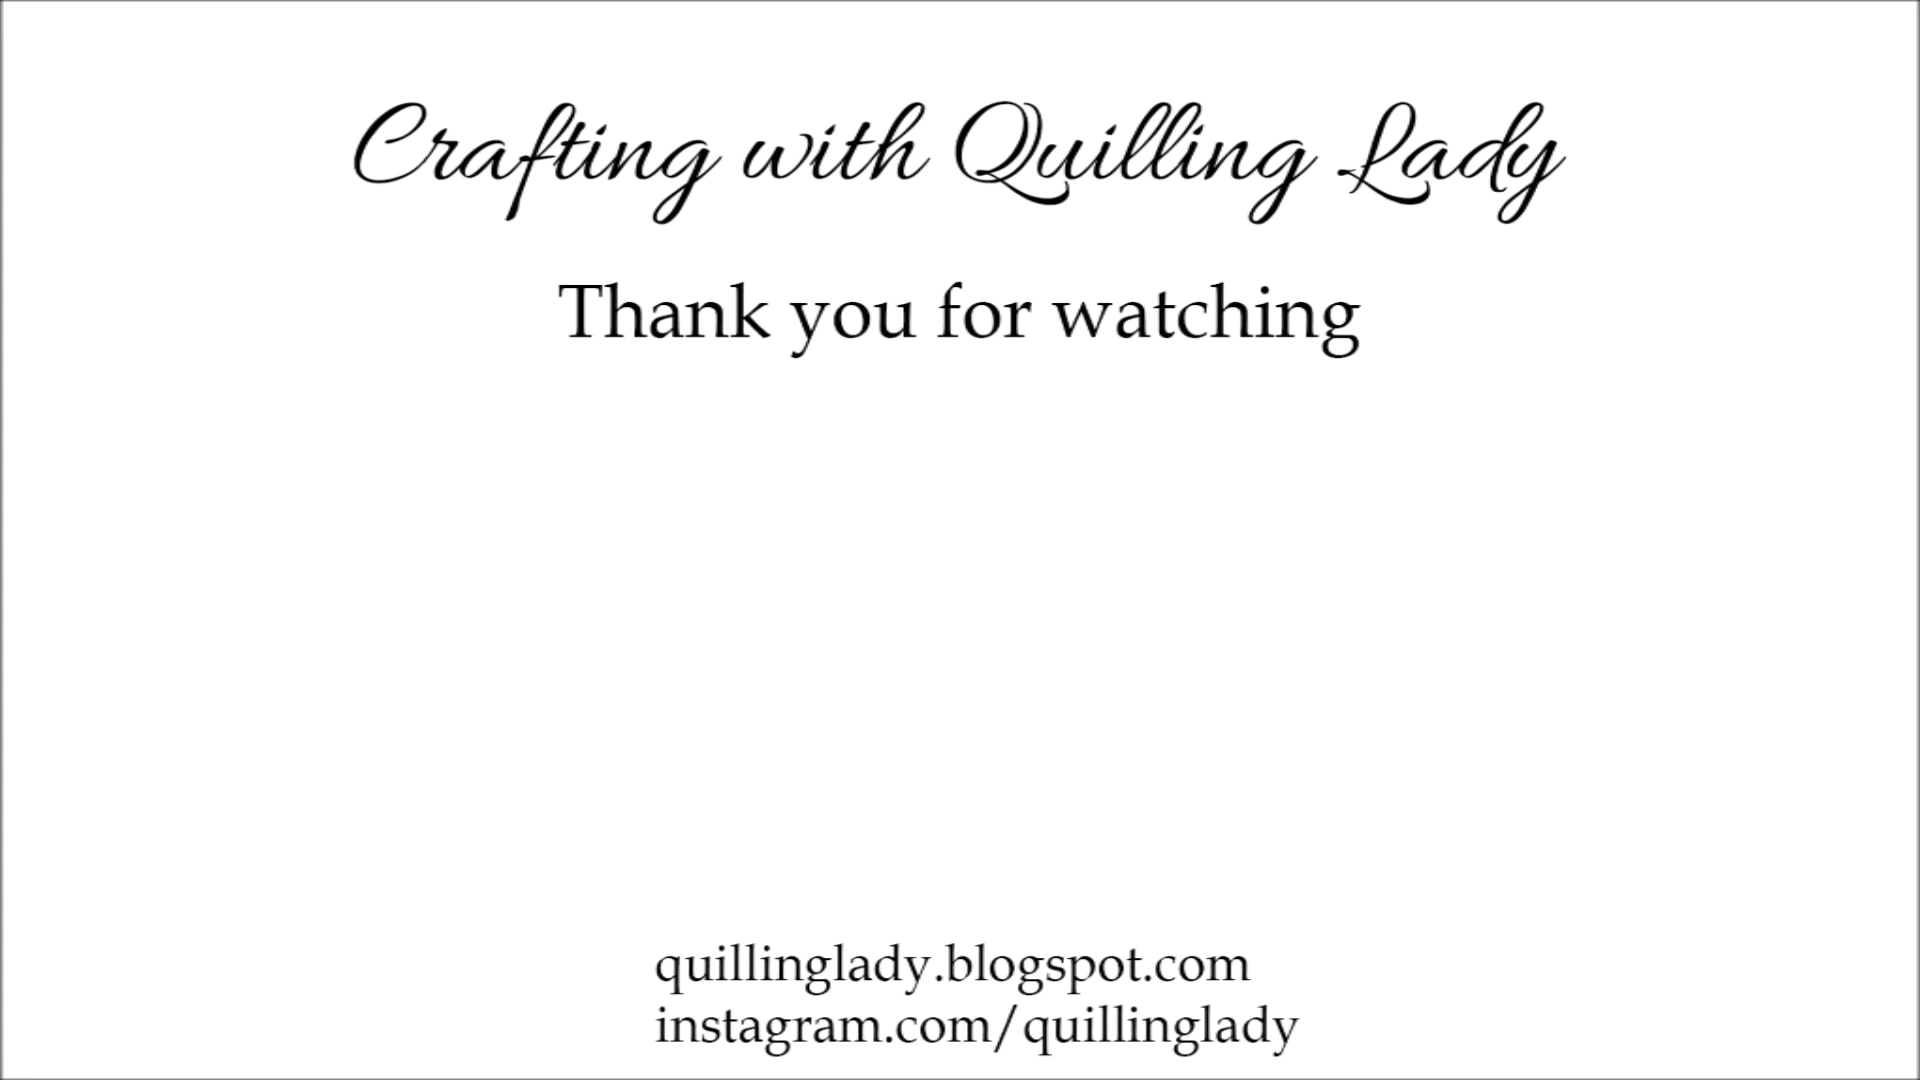 Crafting with Quilling Lady
Thank you for watching
quillinglady.blogspot.com
instagram.com/quillinglady